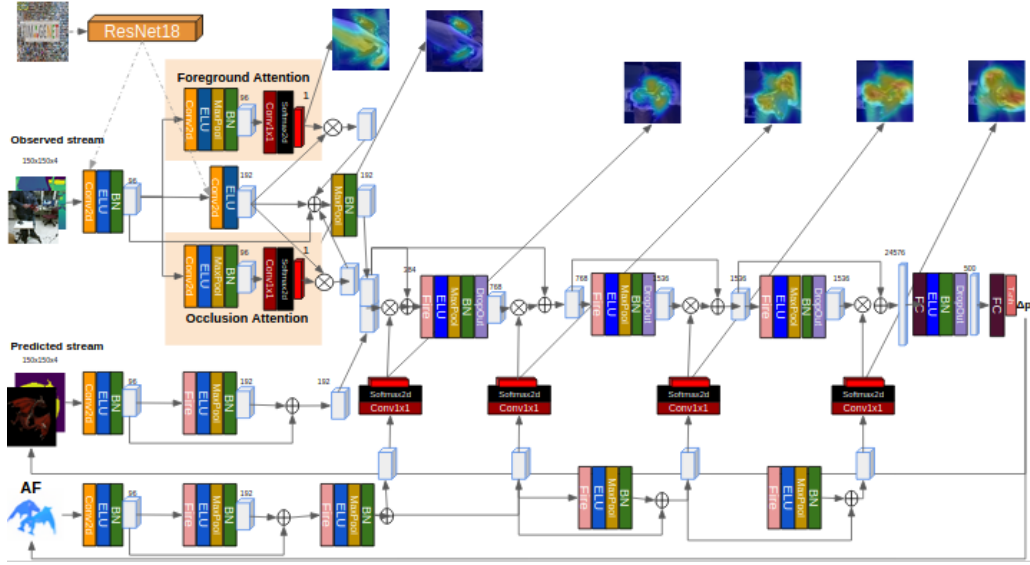 IMAGENET
ResNet18
Foreground Attention
Conv2d
ELU
MaxPool
BN
96
Conv1x1
Softmax2d
1
Observed stream
150x150x4
Conv2d
ELU
BN
96
Conv2d
ELU
192
MaxPool
BN
192
Conv2d
MaxPool
BN
96
Conv1x1
Softmax2d
1
Occlusion Attention
384
Fire
ELU
MaxPool
BN
DropOut
768
768
Fire
ELU
MaxPool
BN
DropOut
1536
1536
Fire
ELU
MaxPool
BN
DropOut
1536
24576
FC
ELU
BN
DropOut
500
FC
Tanh
Δp
Predicted stream
150x150x4
Conv2d
ELU
BN
96
Fire
ELU
MaxPool
BN
192
192
Softmax2d
Conv1x1
Softmax2d
Conv1x1
Softmax2d
Conv1x1
Softmax2d
Conv1x1
AF
Conv2d
ELU
BN
96
Fire
ELU
MaxPool
BN
192
Fire
ELU
MaxPool
BN
Fire
ELU
MaxPool
BN
Fire
ELU
MaxPool
BN